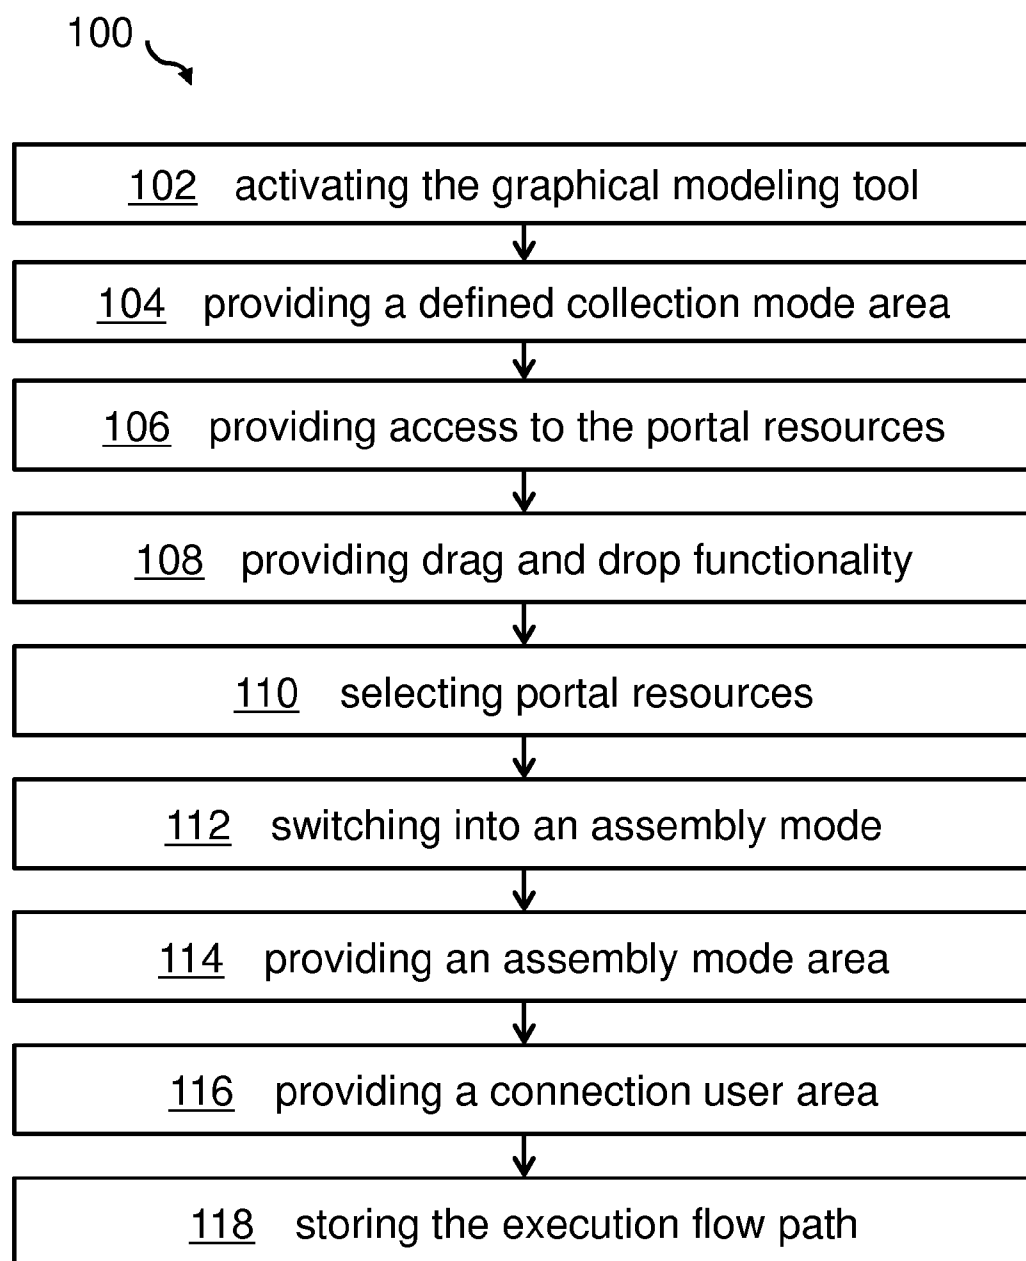 100
102 activating the graphical modeling tool
104 providing a defined collection mode area
106 providing access to the portal resources
108 providing drag and drop functionality
110 selecting portal resources
112 switching into an assembly mode
114 providing an assembly mode area
116 providing a connection user area
118 storing the execution flow path